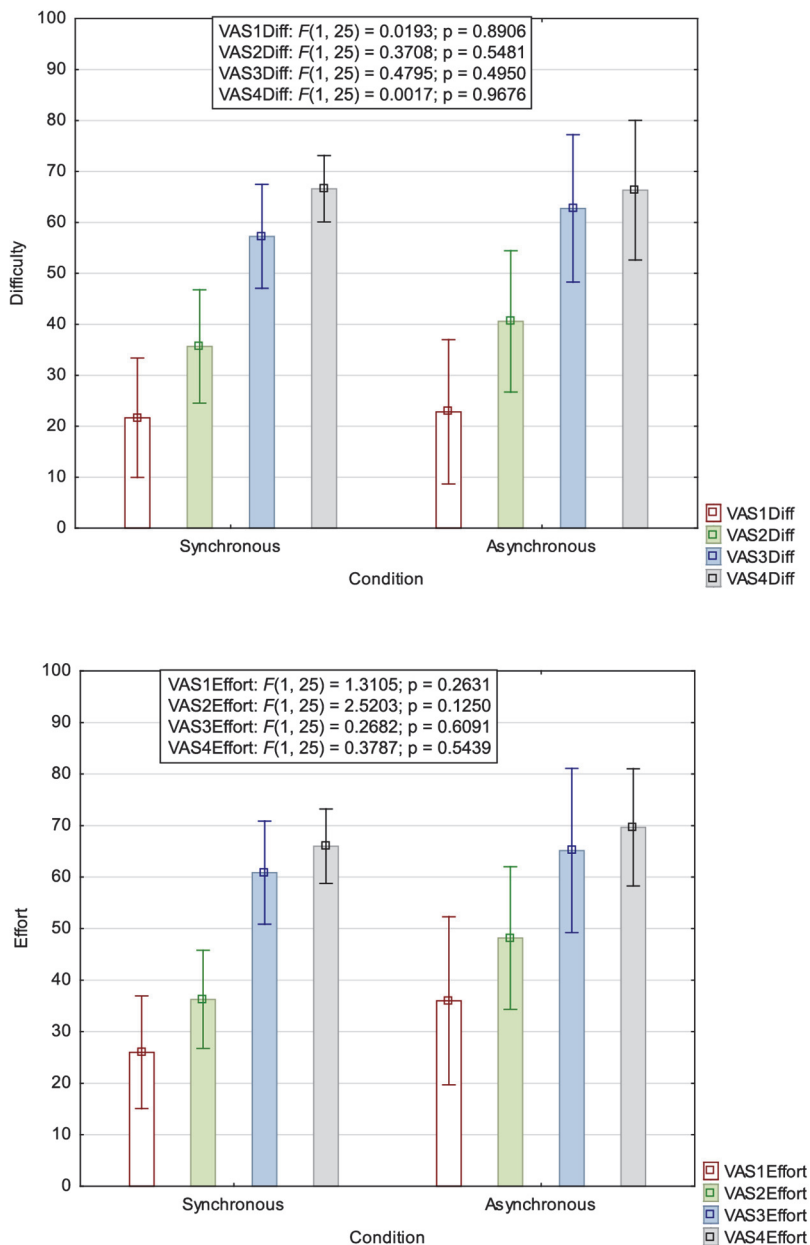 VAS1Diff: F(1, 25) = 0.0193; p = 0.8906
VAS2Diff: F(1, 25) = 0.3708; p = 0.5481
VAS3Diff: F(1, 25) = 0.4795; p = 0.4950
VAS4Diff: F(1, 25) = 0.0017; p = 0.9676
100
90
80
70
60
50
40
30
20
10
0
Difficulty
Synchronous
Asynchronous
Condition
VAS1Diff
VAS2Diff
VAS3Diff
VAS4Diff
VAS1Effort: F(1, 25) = 1.3105; p = 0.2631
VAS2Effort: F(1, 25) = 2.5203; p = 0.1250
VAS3Effort: F(1, 25) = 0.2682; p = 0.6091
VAS4Effort: F(1, 25) = 0.3787; p = 0.5439
100
90
80
70
60
50
40
30
20
10
0
Effort
Synchronous
Asynchronous
Condition
VAS1Effort
VAS2Effort
VAS3Effort
VAS4Effort